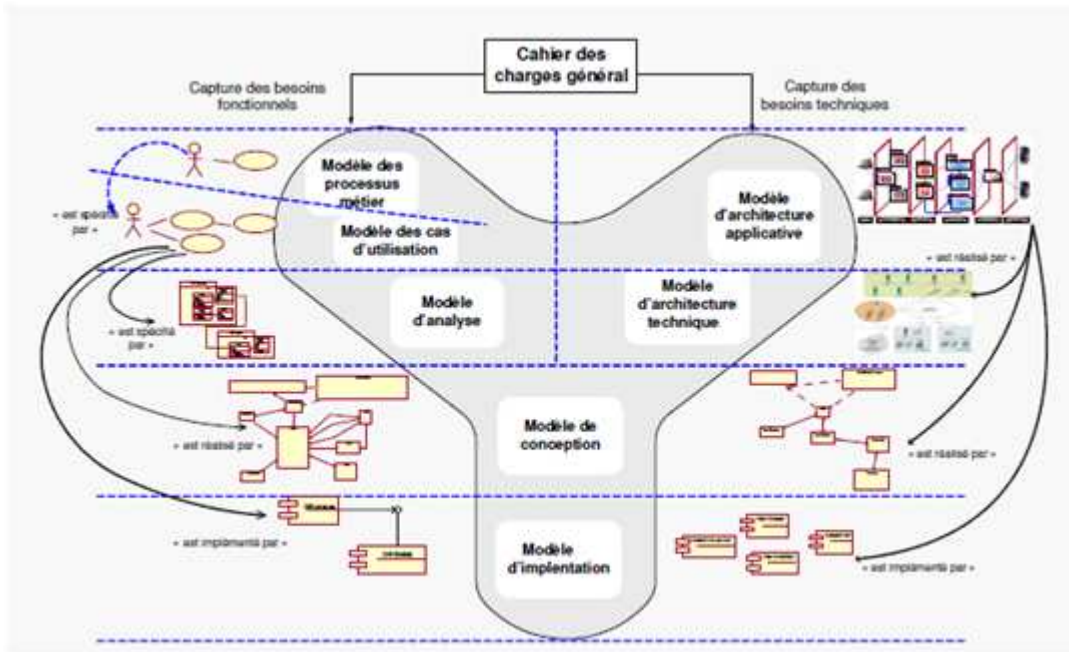 Cahier des
charges général
Capture des besoins
fonctionnels
Capture des
besoins techniques
Modèle des
processus
métier
Modèle
d'architecture
applicative
« est spécifié
par »
Modèle des cas
d'utilisation
« est réalisé par »
Modèle
d'analyse
Modèle
d'architecture
technique
« est spécifié
par »
Modèle de
conception
« est réalisé par »
« est réalisé par »
Modèle
d'implentation
« est implémenté par »
« est implémenté par »